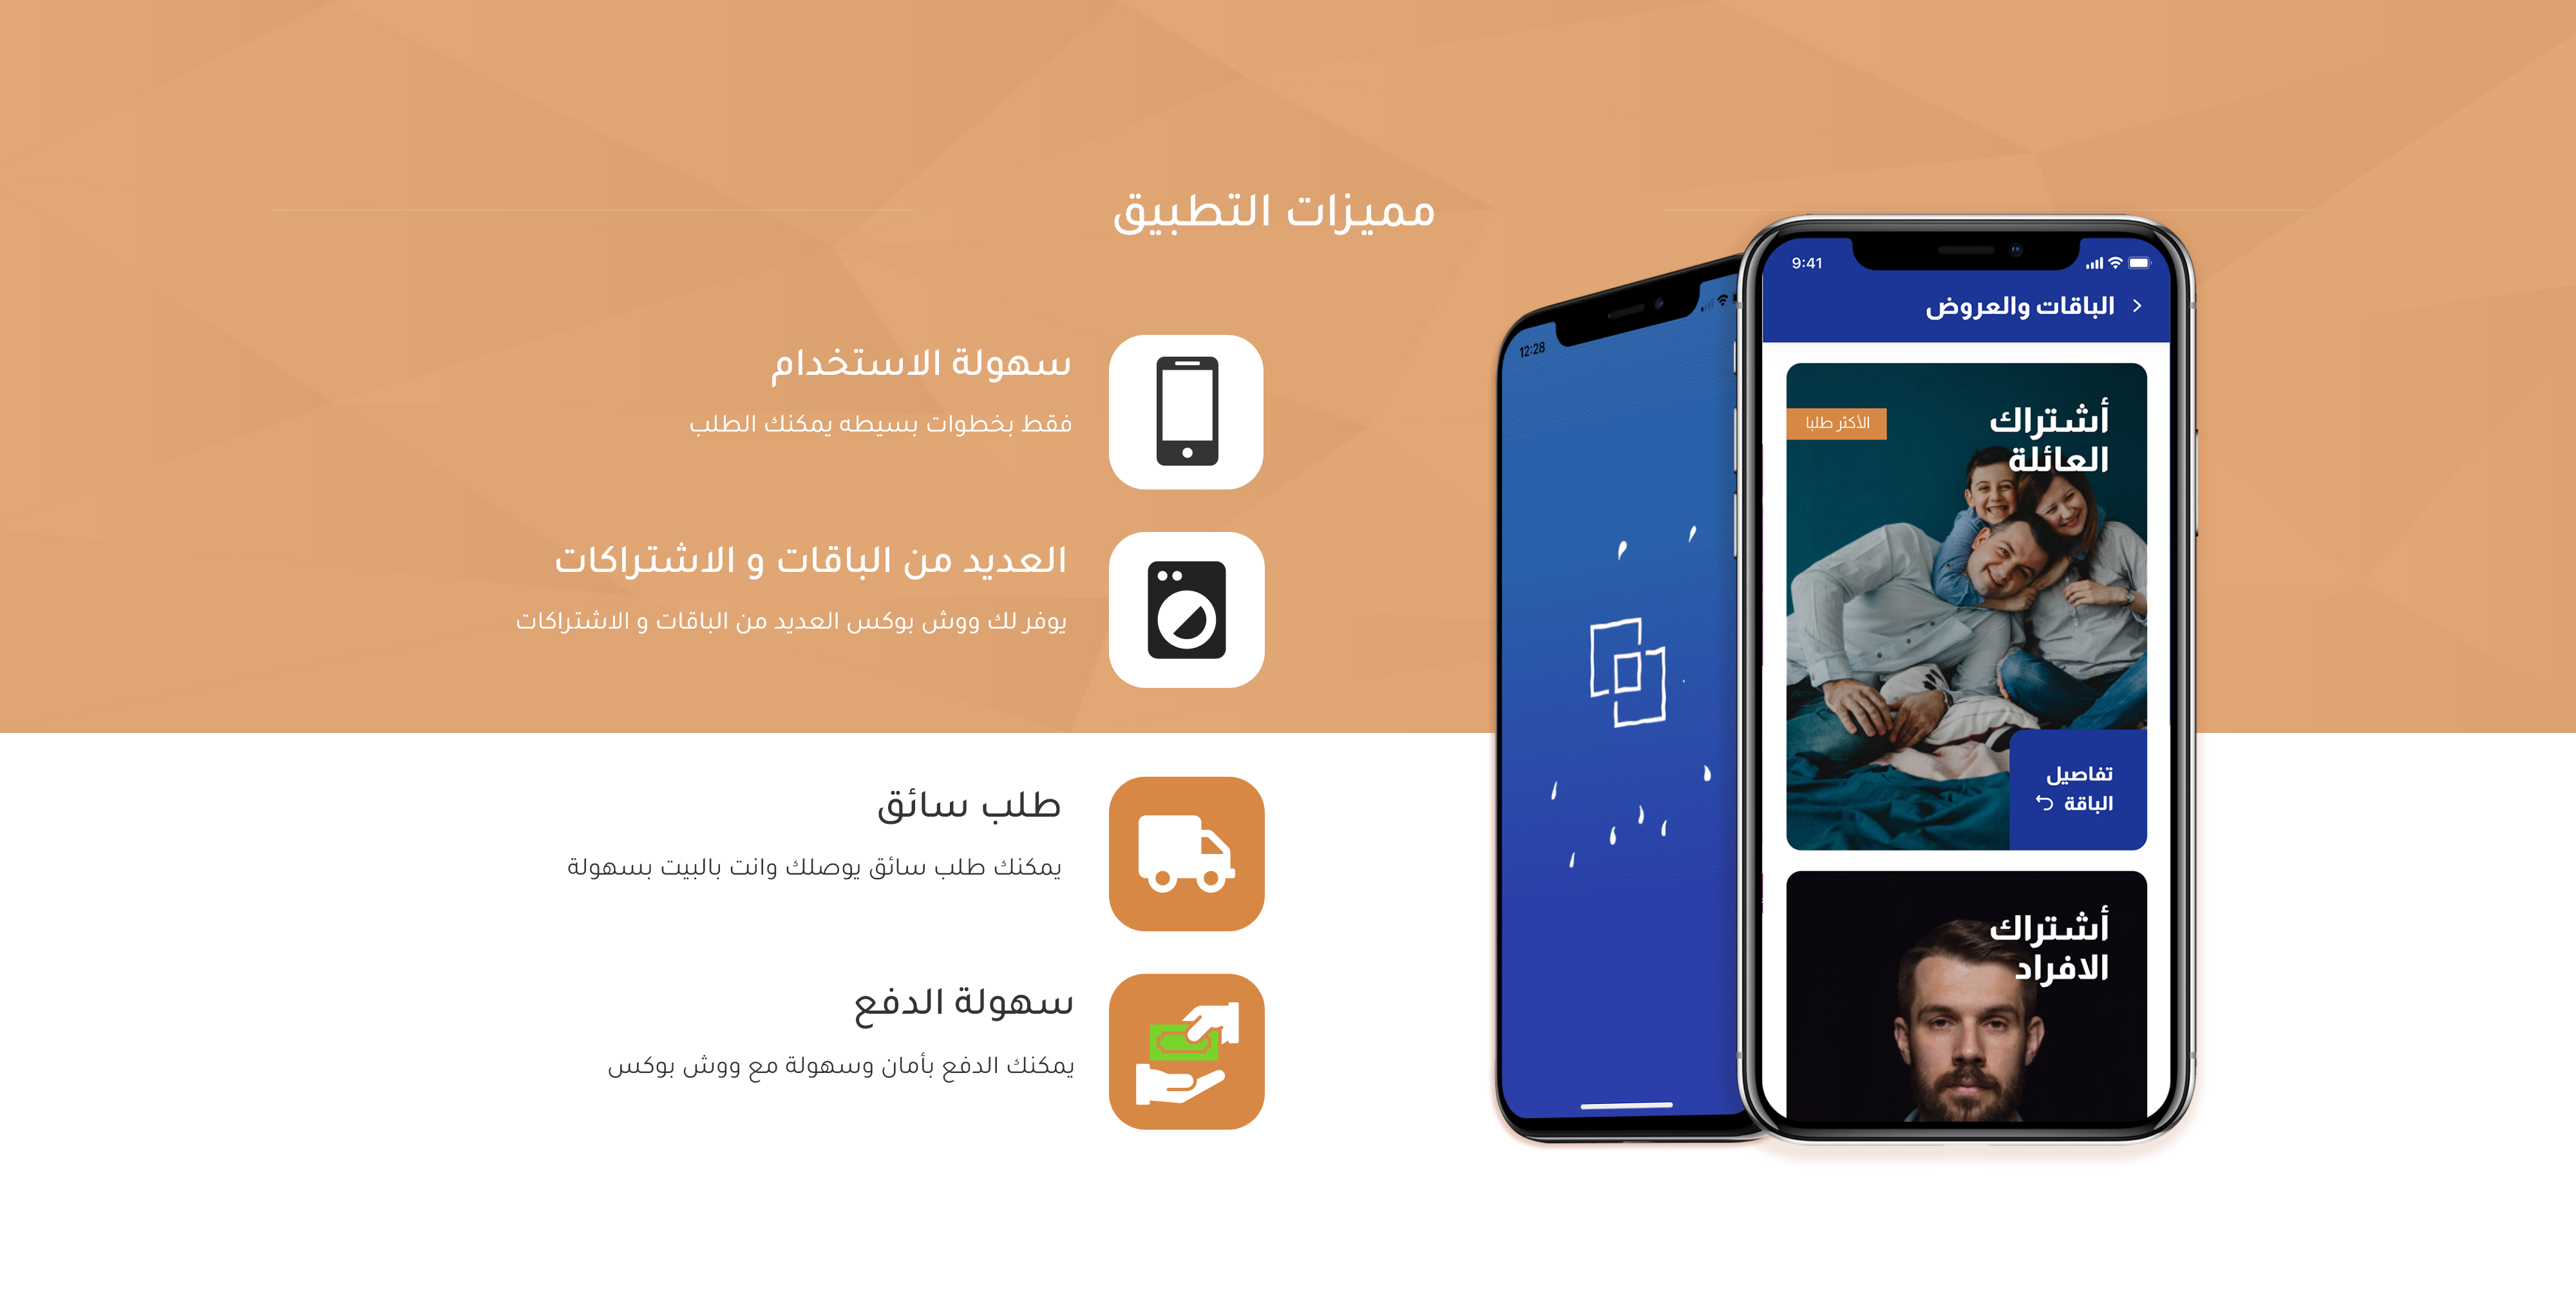 مميزات التطبيق
9:41
الباقات والعروض
أشتراك
العائلة
الأكثر طلبا
تفاصيل
الباقة
أشتراك
الافراد
12:28
سهولة الاستخدام
فقط بخطوات بسيطه يمكنك الطلب
العديد من الباقات و الاشتراكات
يوفر لك ووش بوكس العديد من الباقات و الاشتراكات
طلب سائق
يمكنك طلب سائق يوصلك وانت بالبيت بسهولة
سهولة الدفع
يمكنك الدفع بأمان وسهولة مع ووش بوكس